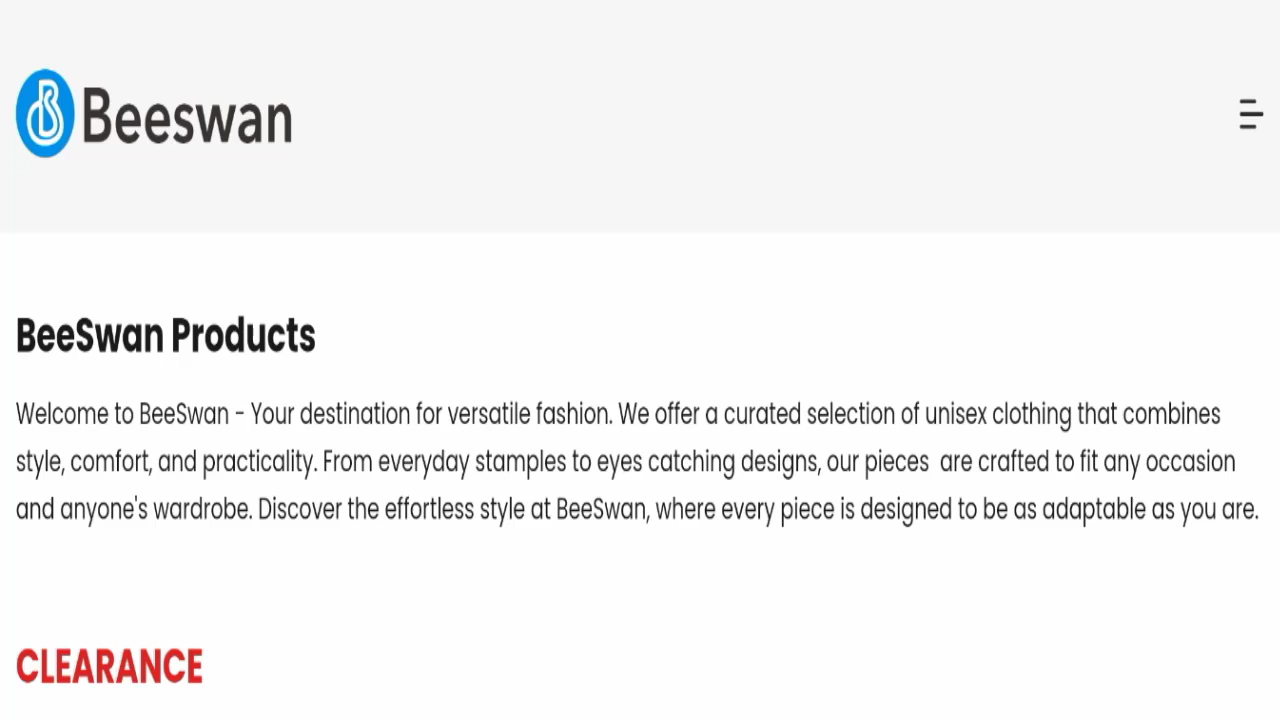 Beeswan
BeeSwan Products
Welcome to BeeSwan - Your destination for versatile fashion. We offer a curated selection of unisex clothing that combines
style, comfort, and practicality. From everyday stamples to eyes catching designs, our pieces  are crafted to fit any occasion
and anyone's wardrobe. Discover the effortless style at BeeSwan, where every piece is designed to be as adaptable as you are.
CLEARANCE